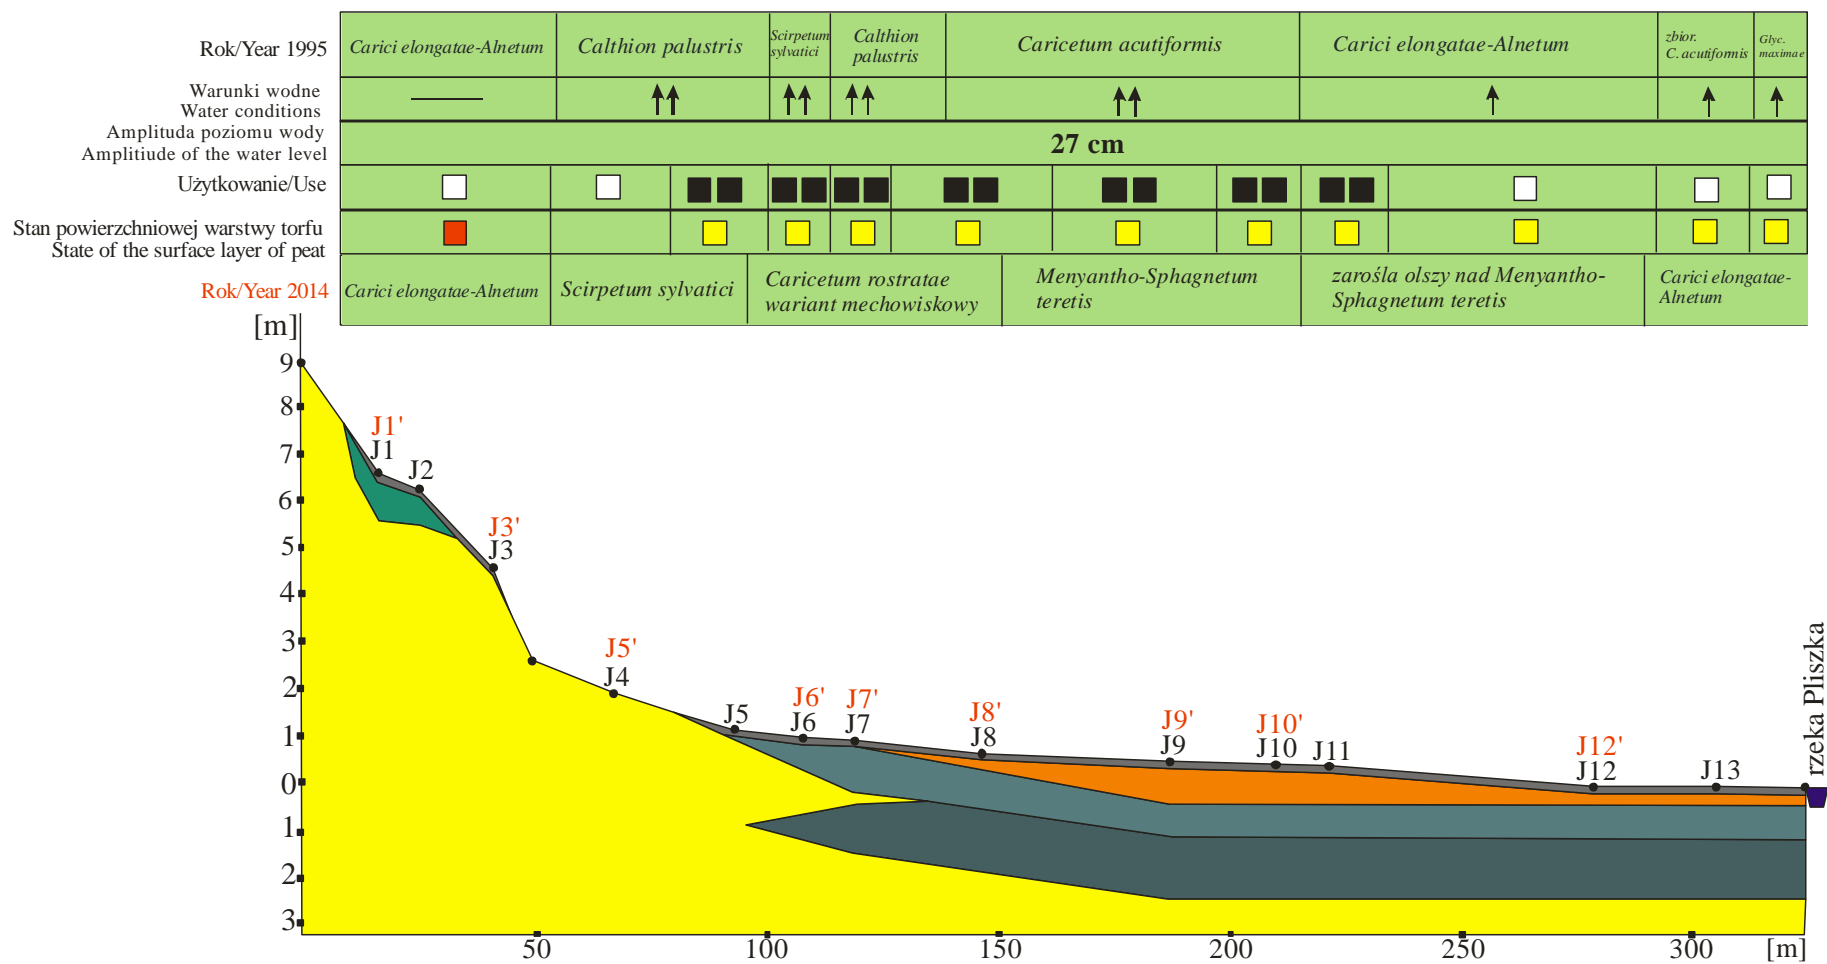 Rok/Year 1995
Carici elongatae-Alnetum
Calthion palustris
Scirpetum
sylvatici
Calthion
palustris
Caricetum acutiformis
Carici elongatae-Alnetum
zbior.
C. acutiformis
Glyc.
maximae
Warunki wodne
Water conditions
Amplituda poziomu wody
Amplitiude of the water level
27 cm
Użytkowanie/Use
Stan powierzchniowej warstwy torfu
State of the surface layer of peat
Rok/Year 2014
Carici elongatae-Alnetum
Scirpetum sylvatici
Caricetum rostratae
wariant mechowiskowy
Menyantho-Sphagnetum
teretis
zarośla olszy nad Menyantho-
Sphagnetum teretis
Carici elongatae-
Alnetum
[m]
9
8
7
6
5
4
3
2
1
0
1
2
3
J1'
J1
J2
J3'
J3
J5'
J4
J5
J6'
J6
J7'
J7
J8'
J8
J9'
J9
J10'
J10
J11
J12'
J12
J13
rzeka Pliszka
50
100
150
200
250
300
[m]